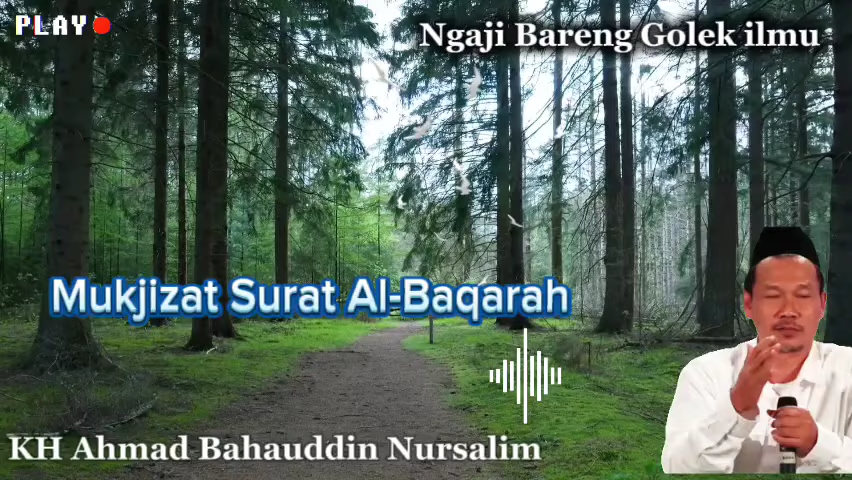 PLAY
Ngaji Bareng Golek ilmu
Mukjizat Surat Al-Baqarah
KH Ahmad Bahauddin Nursalim